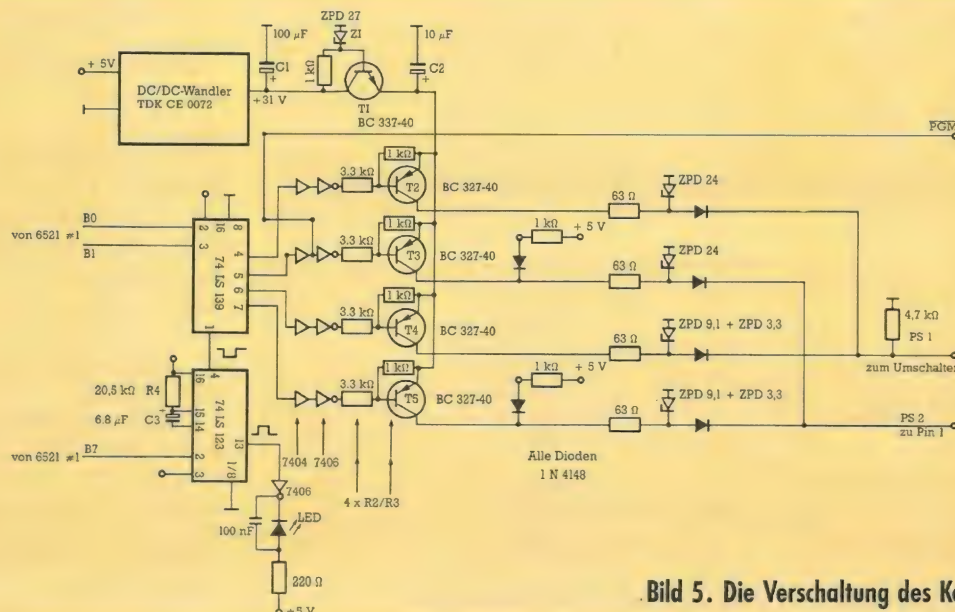 ZPD 27
100 µF
Z1
10 µF
+ 5V
C1
1 kΩ
C2
DC/DC-Wandler
TDK CE 0072
+
+
+31 V
T1
BC 337-40
PGM
1 kΩ
3.3 kΩ
T2
BC 327-40
ZPD 24
63 Ω
B0
von 6521 #1
B1
2
16
8
3
4
5
6
7
74 LS 139
1
1 kΩ
3.3 kΩ
T3
BC 327-40
1 kΩ
+ 5 V
ZPD 24
63 Ω
1 kΩ
3.3 kΩ
T4
BC 327-40
ZPD 9,1 + ZPD 3,3
63 Ω
4,7 kΩ
PS 1
zum Umschalter
20,5 kΩ
R4
16
4
6.8 µF
C3
+
15
14
74 LS 123
13
1/8
von 6521 #1
B7
2
3
1 kΩ
3.3 kΩ
T5
BC 327-40
1 kΩ
+ 5 V
ZPD 9,1 + ZPD 3,3
63 Ω
PS 2
zu Pin 1
7404
7406
4 x R2/R3
Alle Dioden
1 N 4148
7406
100 nF
LED
220 Ω
+5 V
Bild 5. Die Verschaltung des